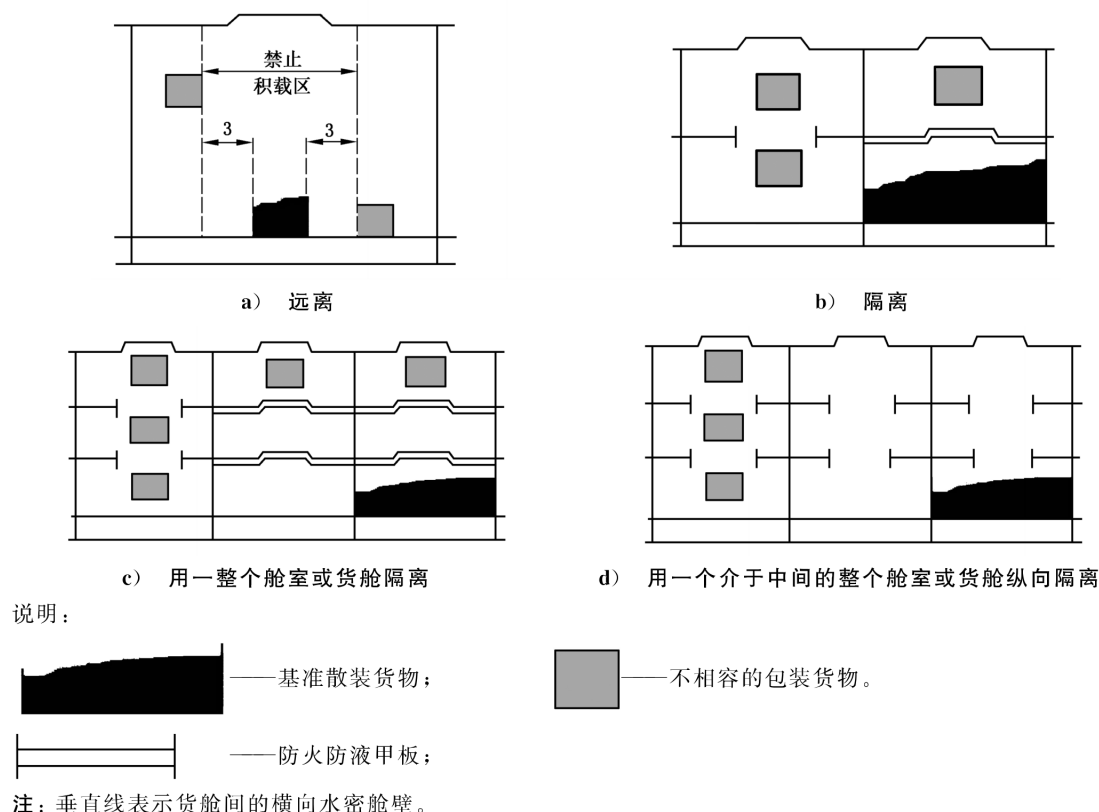 禁止
积载区
3
3
a） 远离
b） 隔离
c） 用一整个舱室或货舱隔离
d） 用一个介于中间的整个舱室或货舱纵向隔离
说明：
——基准散装货物；
——不相容的包装货物。
——防火防液甲板；
注：垂直线表示货舱间的横向水密舱壁。